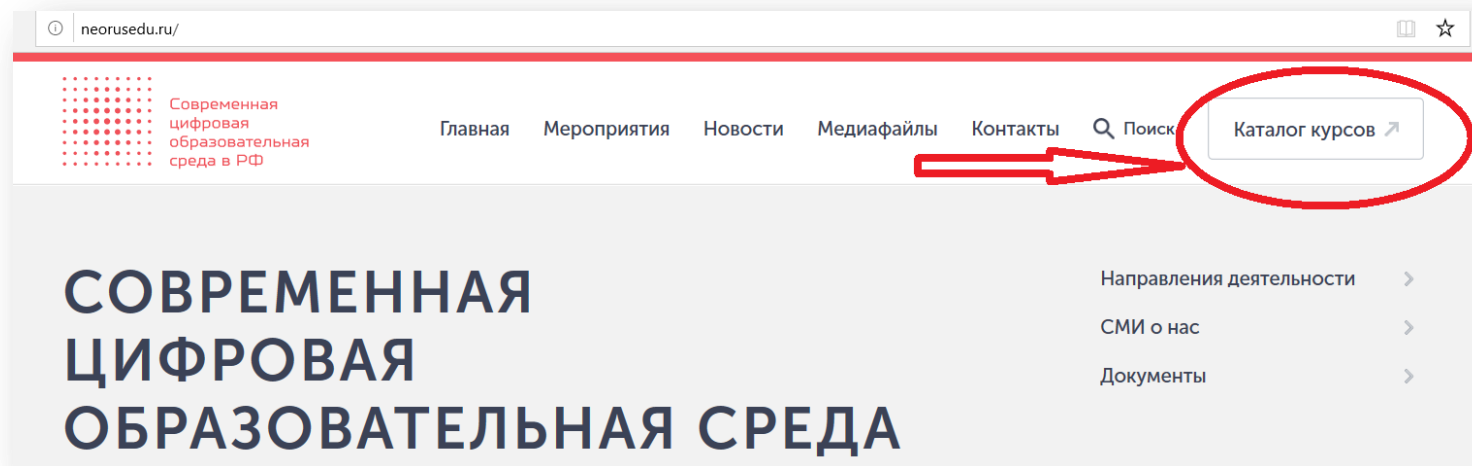 neorusedu.ru/
Современная
цифровая
образовательная
среда в РФ
Главная Мероприятия Новости Медиафайлы Контакты Поиск Каталог курсов
СОВРЕМЕННАЯ
ЦИФРОВАЯ
ОБРАЗОВАТЕЛЬНАЯ СРЕДА
Направления деятельности
СМИ о нас
Документы